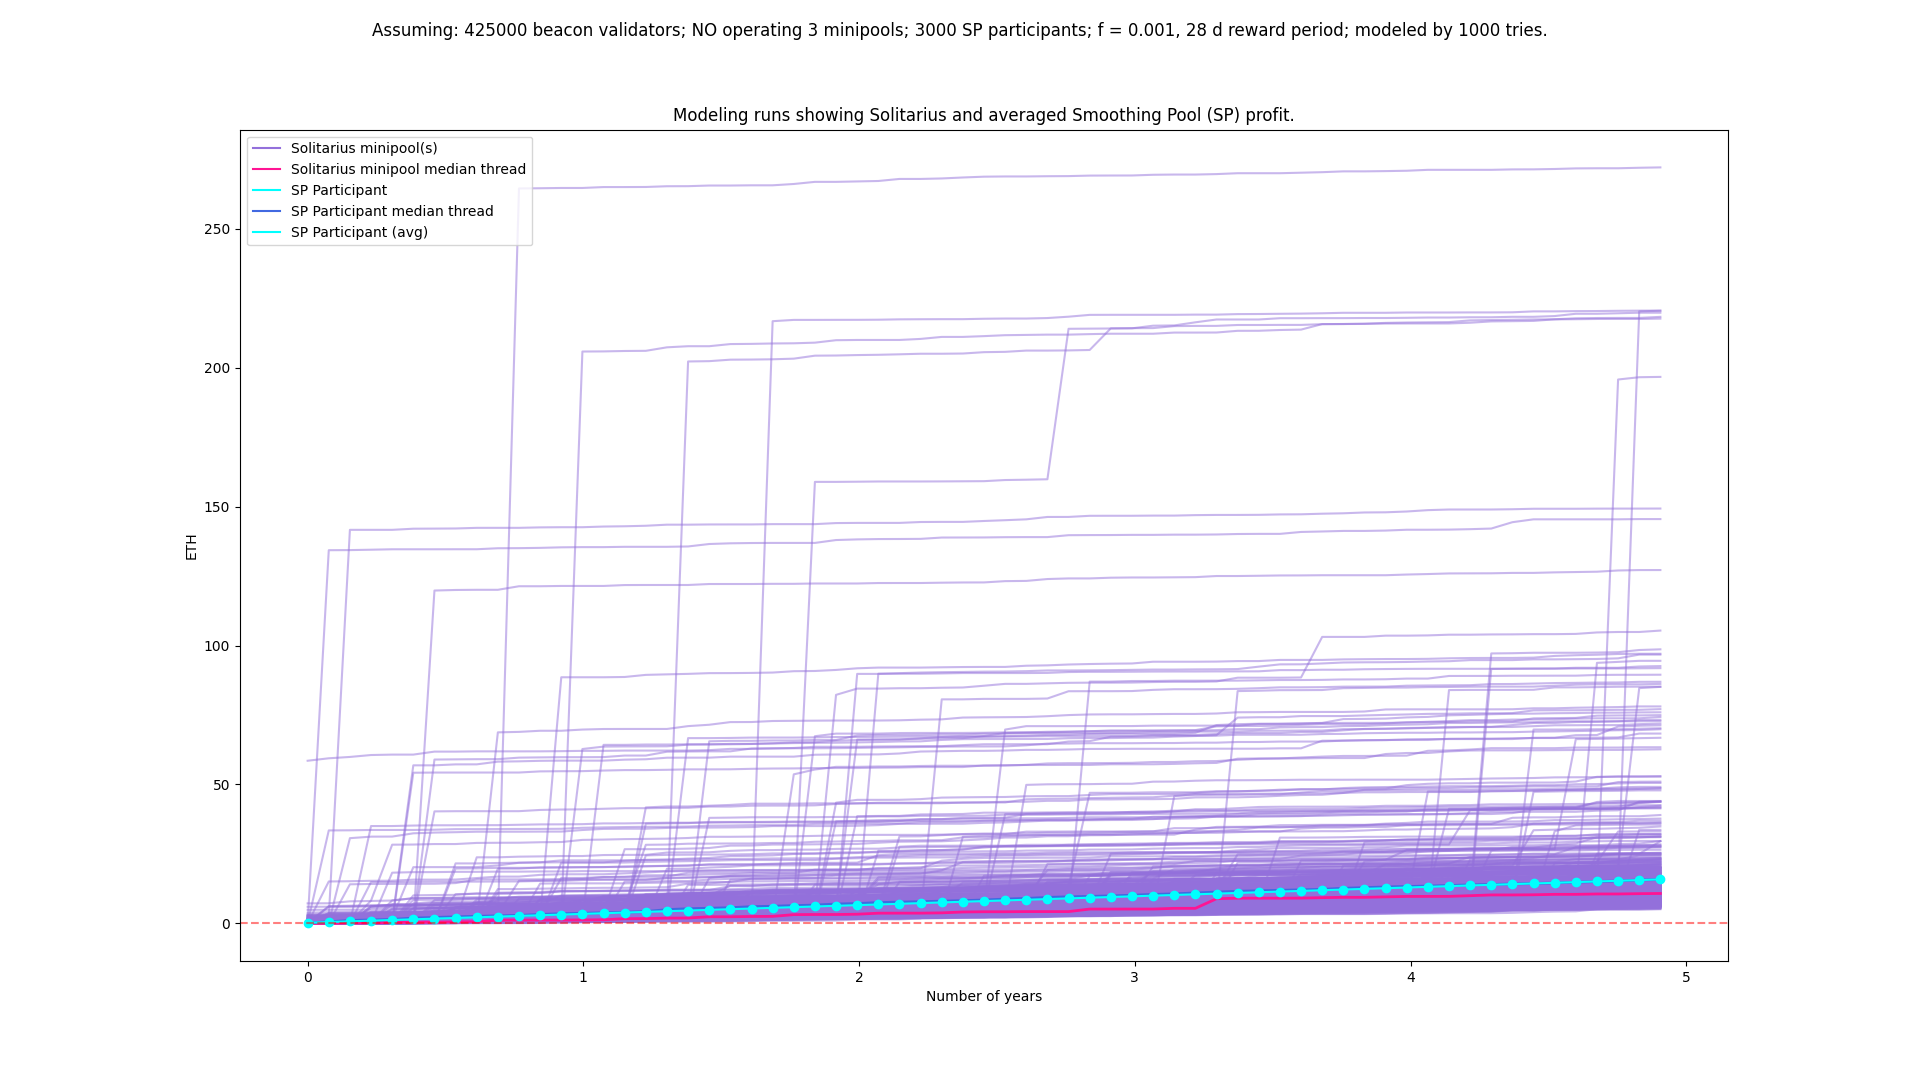 Assuming: 425000 beacon validators; NO operating 3 minipools; 3000 SP participants; f = 0.001, 28 d reward period; modeled by 1000 tries.
Modeling runs showing Solitarius and averaged Smoothing Pool (SP) profit.
Solitarius minipool(s)
Solitarius minipool median thread
SP Participant
SP Participant median thread
SP Participant (avg)
250
200
150
100
50
0
ETH
0 1 2 3 4 5
Number of years